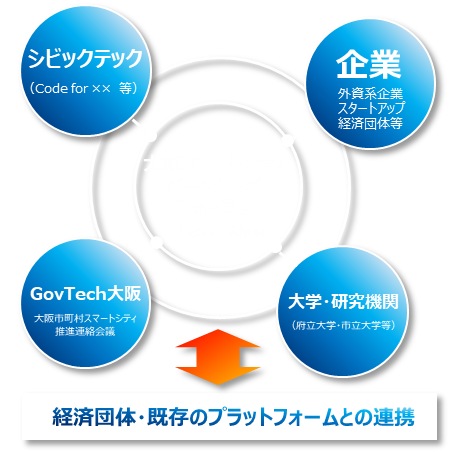 シビックテック
（Code for ×× 等）
企業
外資系企業
スタートアップ
経済団体等
GovTech大阪
大阪市町村スマートシティ
推進連絡会議
大学・研究機関
（府立大学・市立大学等）
経済団体・既存のプラットフォームとの連携